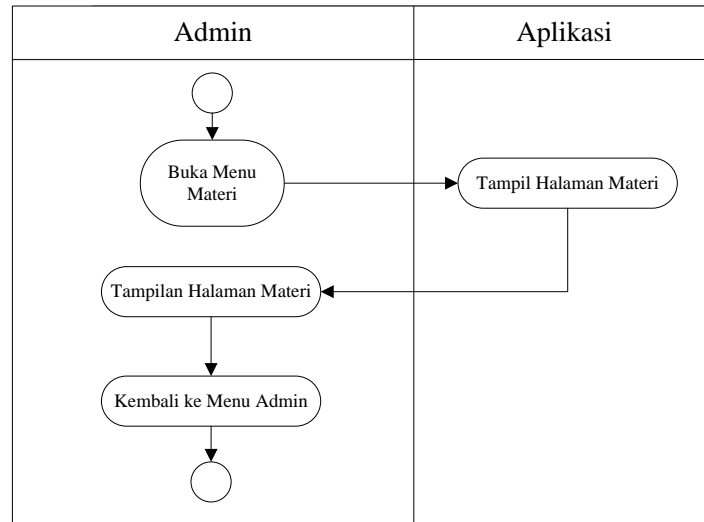 Admin
Aplikasi
Buka Menu
Materi
Tampil Halaman Materi
Tampilan Halaman Materi
Kembali ke Menu Admin